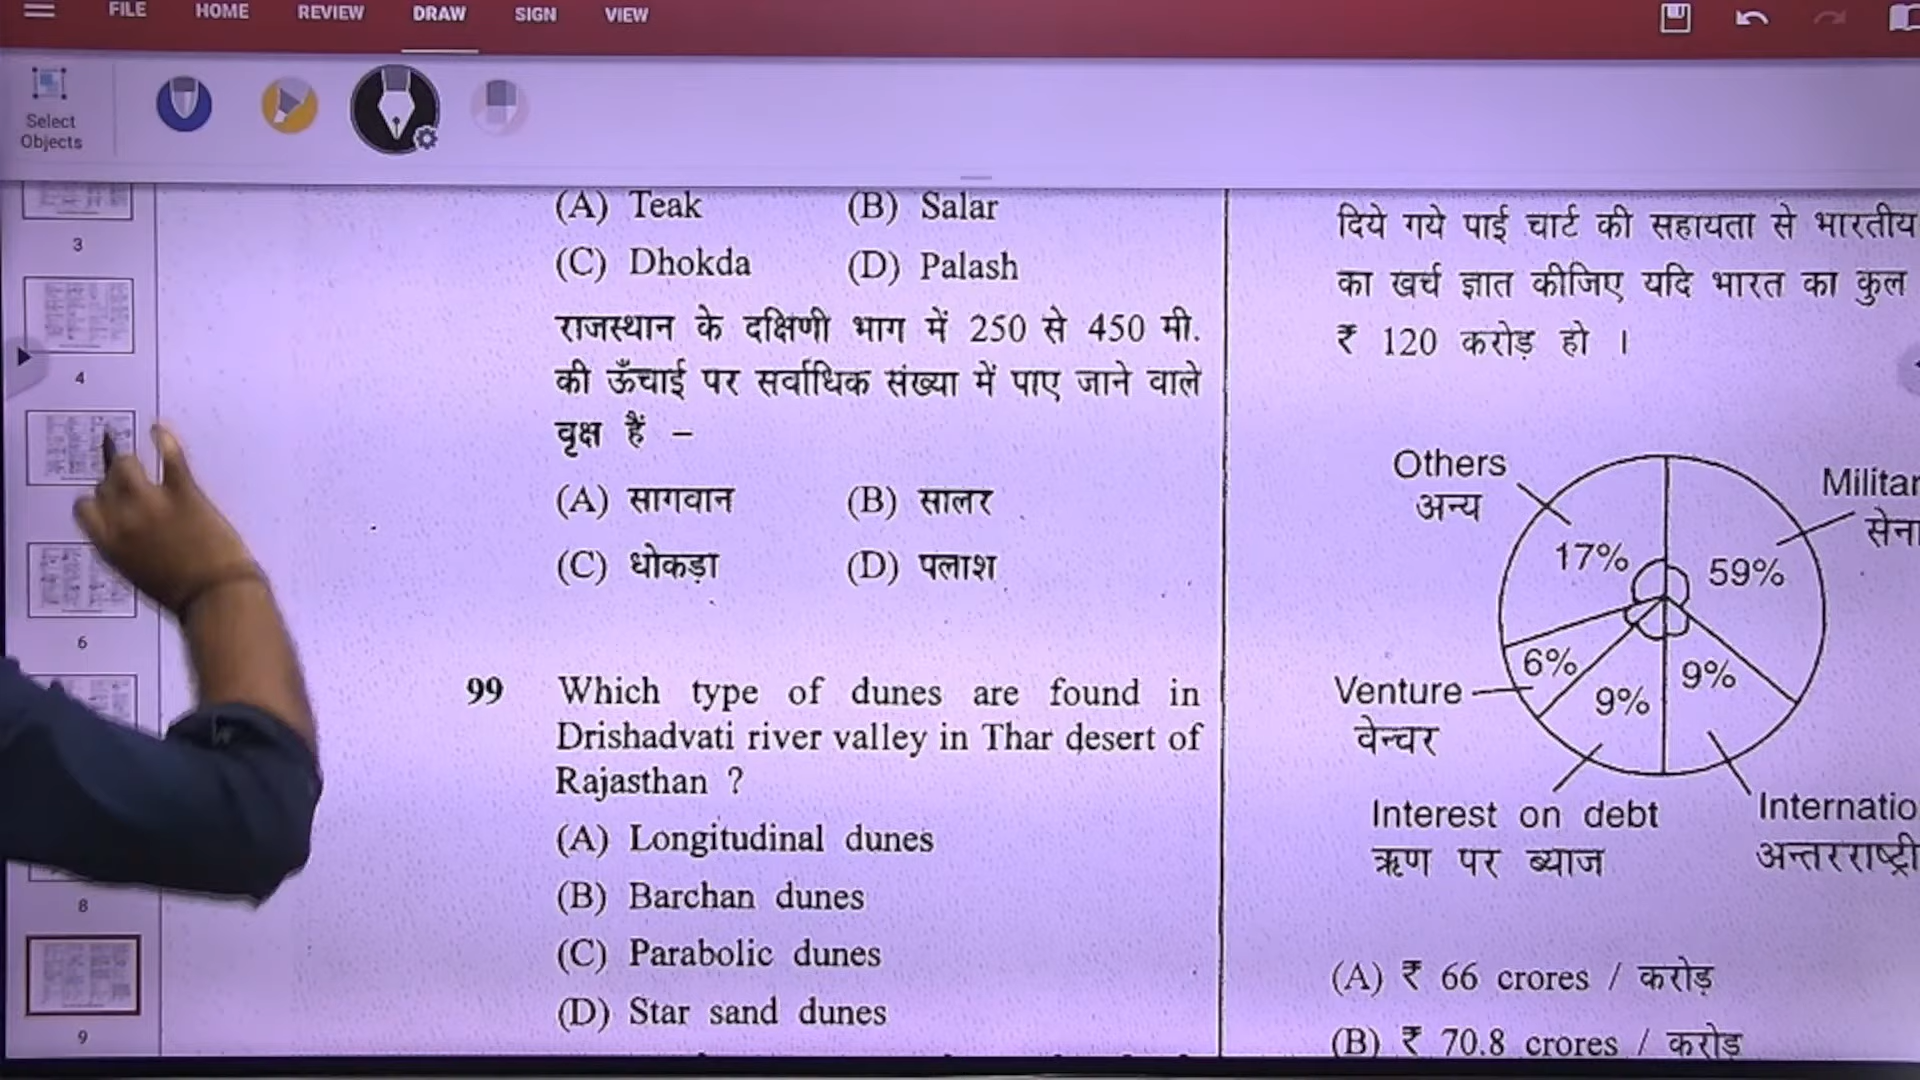 FILE HOME REVIEW DRAW SIGN VIEW
Select
Objects
3
4
6
8
9
(A) Teak (B) Salar
(C) Dhokda (D) Palash
राजस्थान के दक्षिणी भाग में 250 से 450 मी.
की ऊँचाई पर सर्वाधिक संख्या में पाए जाने वाले
वृक्ष हैं –
(A) सागवान (B) सालर
(C) धोकड़ा (D) पलाश
99 Which type of dunes are found in
Drishadvati river valley in Thar desert of
Rajasthan ?
(A) Longitudinal dunes
(B) Barchan dunes
(C) Parabolic dunes
(D) Star sand dunes
दिये गये पाई चार्ट की सहायता से भारतीय
का खर्च ज्ञात कीजिए यदि भारत का कुल
₹ 120 करोड़ हो ।
Others
अन्य
Militar
सेना
17%
59%
6%
9%
9%
Venture
वेन्चर
Interest on debt
ऋण पर ब्याज
Internatio
अन्तरराष्ट्री
(A) ₹ 66 crores / करोड़
(B) ₹ 70.8 crores / करोड़